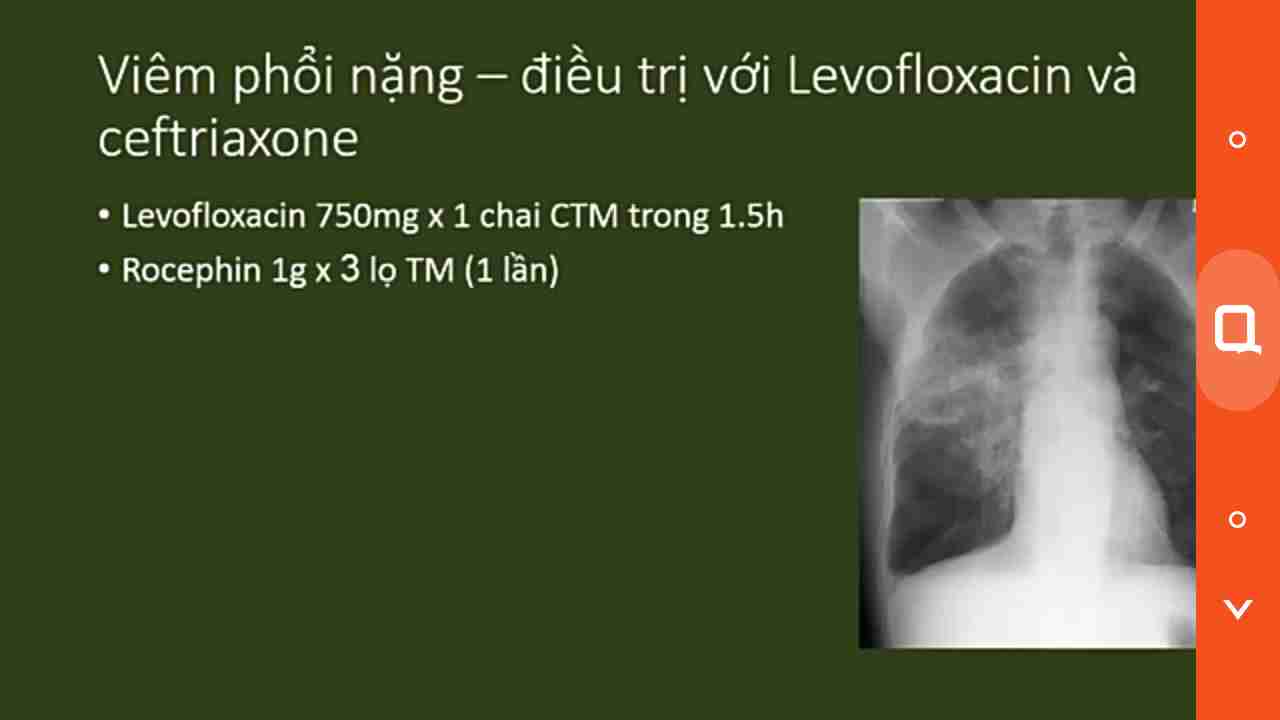 Viêm phổi nặng – điều trị với Levofloxacin và
ceftriaxone
• Levofloxacin 750mg x 1 chai CTM trong 1.5h
• Rocephin 1g x 3 lọ TM (1 lần)